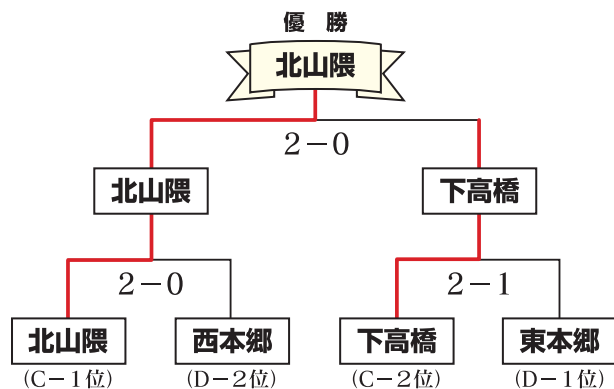 優 勝
北山隈
2－0
北山隈
下高橋
2－0
2－1
北山隈
西本郷
下高橋
東本郷
(C－1位)
(D－2位)
(C－2位)
(D－1位)